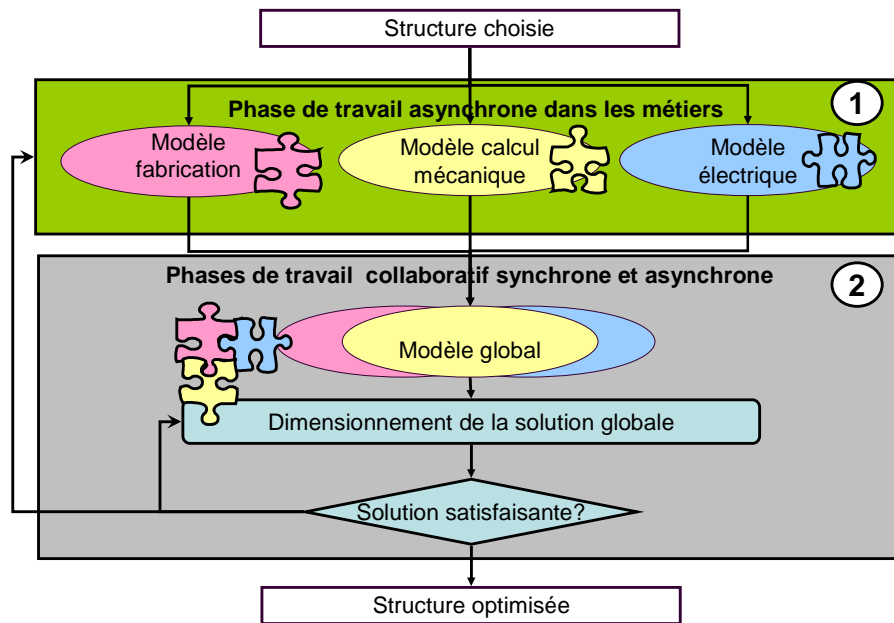 Structure choisie
Phase de travail asynchrone dans les métiers
1
Modèle
fabrication
Modèle calcul
mécanique
Modèle
électrique
Phases de travail collaboratif synchrone et asynchrone
2
Modèle global
Dimensionnement de la solution globale
Solution satisfaisante?
Structure optimisée